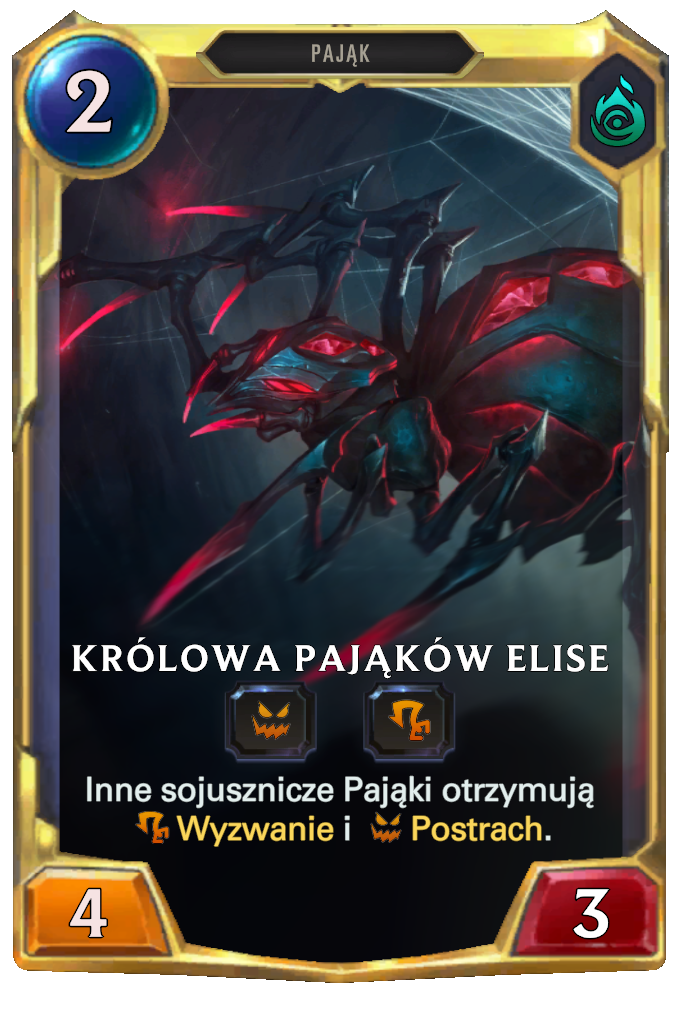 PAJĄK
2
KRÓLOWA PAJĄKÓW ELISE
Inne sojusznicze Pająki otrzymują
Wyzwanie i Postrach.
4
3